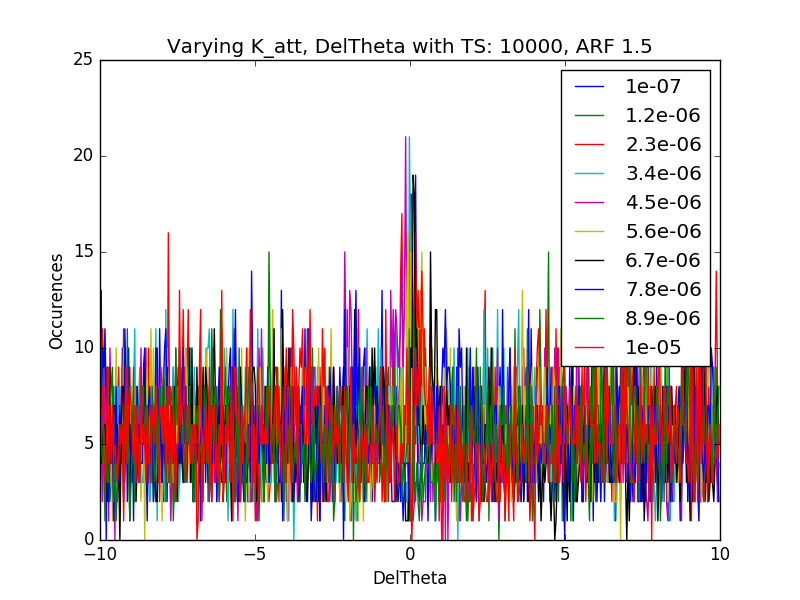 Varying K_att, DelTheta with TS: 10000, ARF 1.5
25
20
15
10
5
0
Occurences
1e-07
1.2e-06
2.3e-06
3.4e-06
4.5e-06
5.6e-06
6.7e-06
7.8e-06
8.9e-06
1e-05
−10
−5
0
5
10
DelTheta